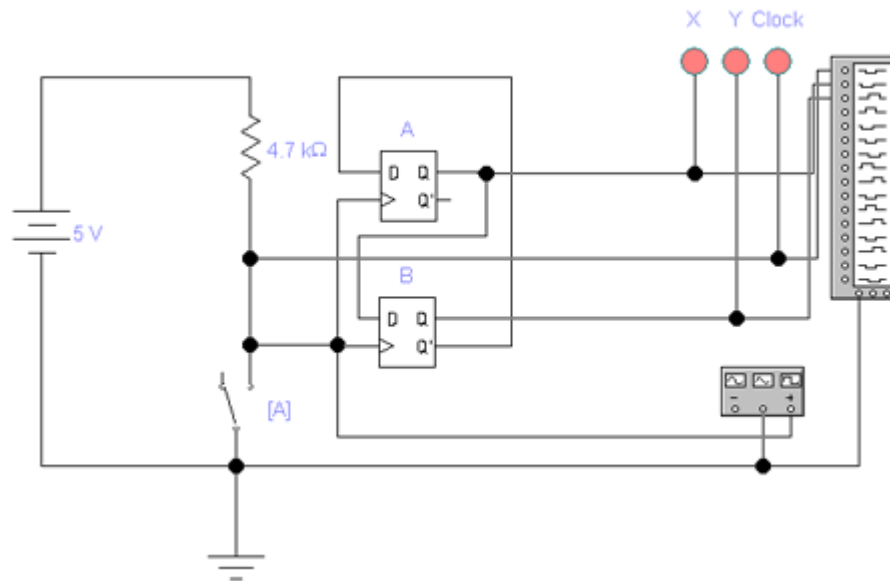 X Y Clock
A
4.7 kΩ
D Q
Q'
5 V
B
D Q
Q'
[A]
- +